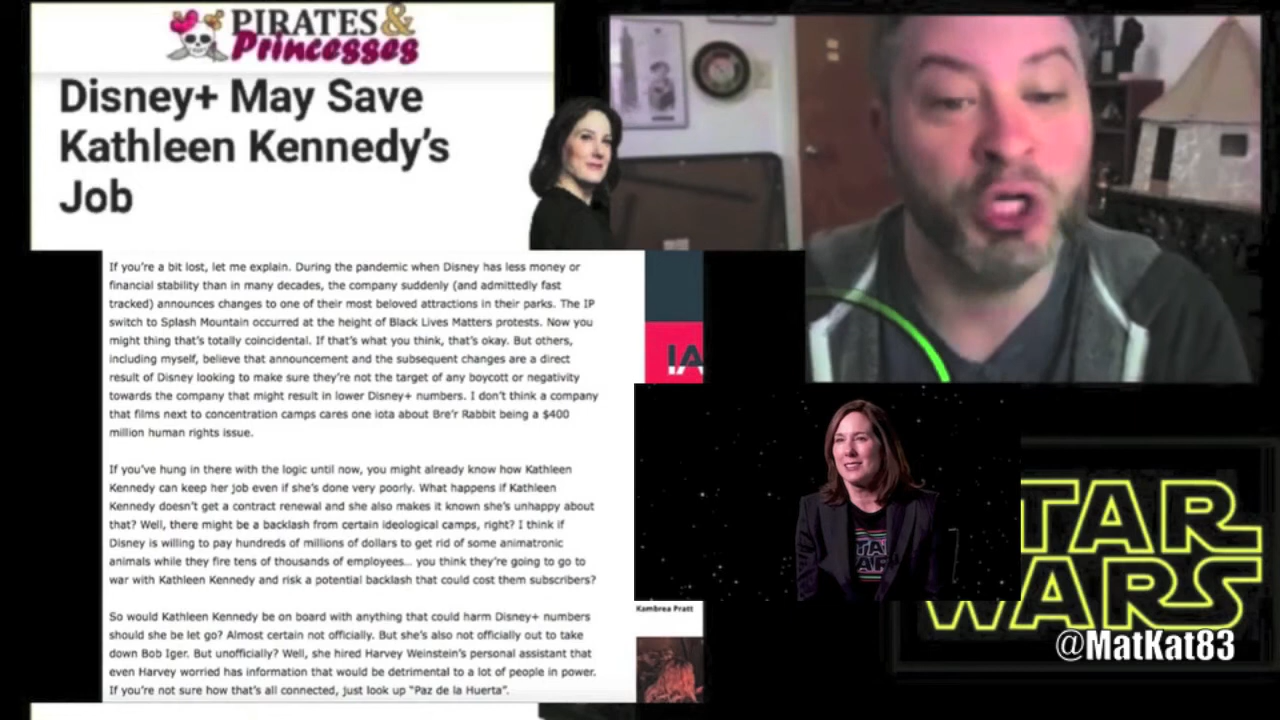 PIRATES &
Princesses
Disney+ May Save
Kathleen Kennedy's
Job
If you're a bit lost, let me explain. During the pandemic when Disney has less money or
financial stability than in many decades, the company suddenly (and admittedly fast
tracked) announces changes to one of their most beloved attractions in their parks. The IP
switch to Splash Mountain occurred at the height of Black Lives Matters protests. Now you
might thing that's totally coincidental. If that's what you think, that's okay. But others,
including myself, believe that announcement and the subsequent changes are a direct
result of Disney looking to make sure they're not the target of any boycott or negativity
towards the company that might result in lower Disney+ numbers. I don't think a company
that films next to concentration camps cares one iota about Bre'r Rabbit being a $400
million human rights issue.
If you've hung in there with the logic until now, you might already know how Kathleen
Kennedy can keep her job even if she's done very poorly. What happens if Kathleen
Kennedy doesn't get a contract renewal and she also makes it known she's unhappy about
that? Well, there might be a backlash from certain ideological camps, right? I think if
Disney is willing to pay hundreds of millions of dollars to get rid of some animatronic
animals while they fire tens of thousands of employees... you think they're going to go to
war with Kathleen Kennedy and risk a potential backlash that could cost them subscribers?
So would Kathleen Kennedy be on board with anything that could harm Disney+ numbers
should she be let go? Almost certain not officially. But she's also not officially out to take
down Bob Iger. But unofficially? Well, she hired Harvey Weinstein's personal assistant that
even Harvey worried has information that would be detrimental to a lot of people in power.
If you're not sure how that's all connected, just look up "Paz de la Huerta".
IA
Kambrea Pratt
STAR
WARS
TAR
WARS
@MatKat83